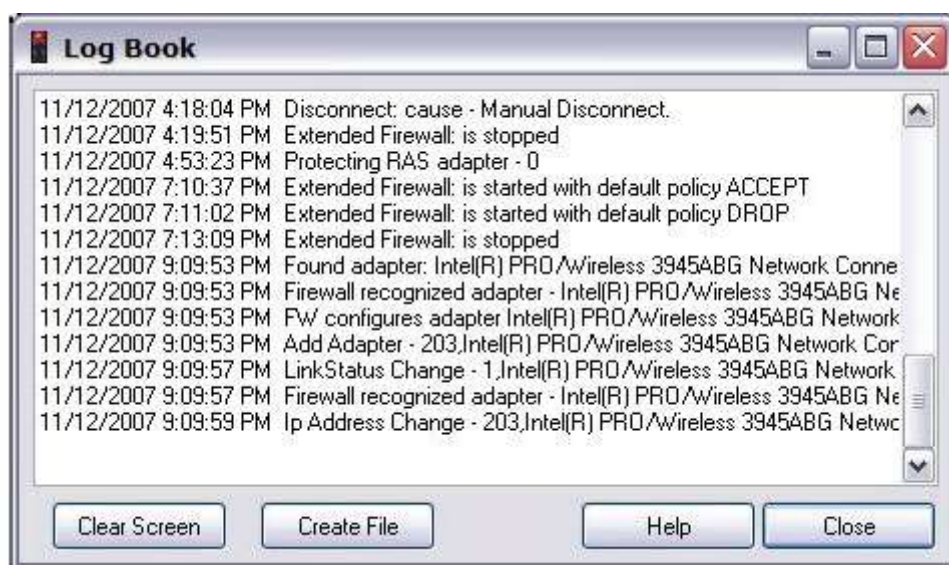 Log Book
11/12/2007 4:18:04 PM Disconnect: cause - Manual Disconnect.
11/12/2007 4:19:51 PM Extended Firewall: is stopped
11/12/2007 4:53:23 PM Protecting RAS adapter - 0
11/12/2007 7:10:37 PM Extended Firewall: is started with default policy ACCEPT
11/12/2007 7:11:02 PM Extended Firewall: is started with default policy DROP
11/12/2007 7:13:09 PM Extended Firewall: is stopped
11/12/2007 9:09:53 PM Found adapter: Intel(R) PRO/Wireless 3945ABG Network Conne
11/12/2007 9:09:53 PM Firewall recognized adapter - Intel(R) PRO/Wireless 3945ABG Ne
11/12/2007 9:09:53 PM FW configures adapter Intel(R) PRO/Wireless 3945ABG Network
11/12/2007 9:09:53 PM Add Adapter - 203,Intel(R) PRO/Wireless 3945ABG Network Cor
11/12/2007 9:09:57 PM LinkStatus Change - 1,Intel(R) PRO/Wireless 3945ABG Network
11/12/2007 9:09:57 PM Firewall recognized adapter - Intel(R) PRO/Wireless 3945ABG Ne
11/12/2007 9:09:59 PM Ip Address Change - 203,Intel(R) PRO/Wireless 3945ABG Netwc
Clear Screen Create File Help Close